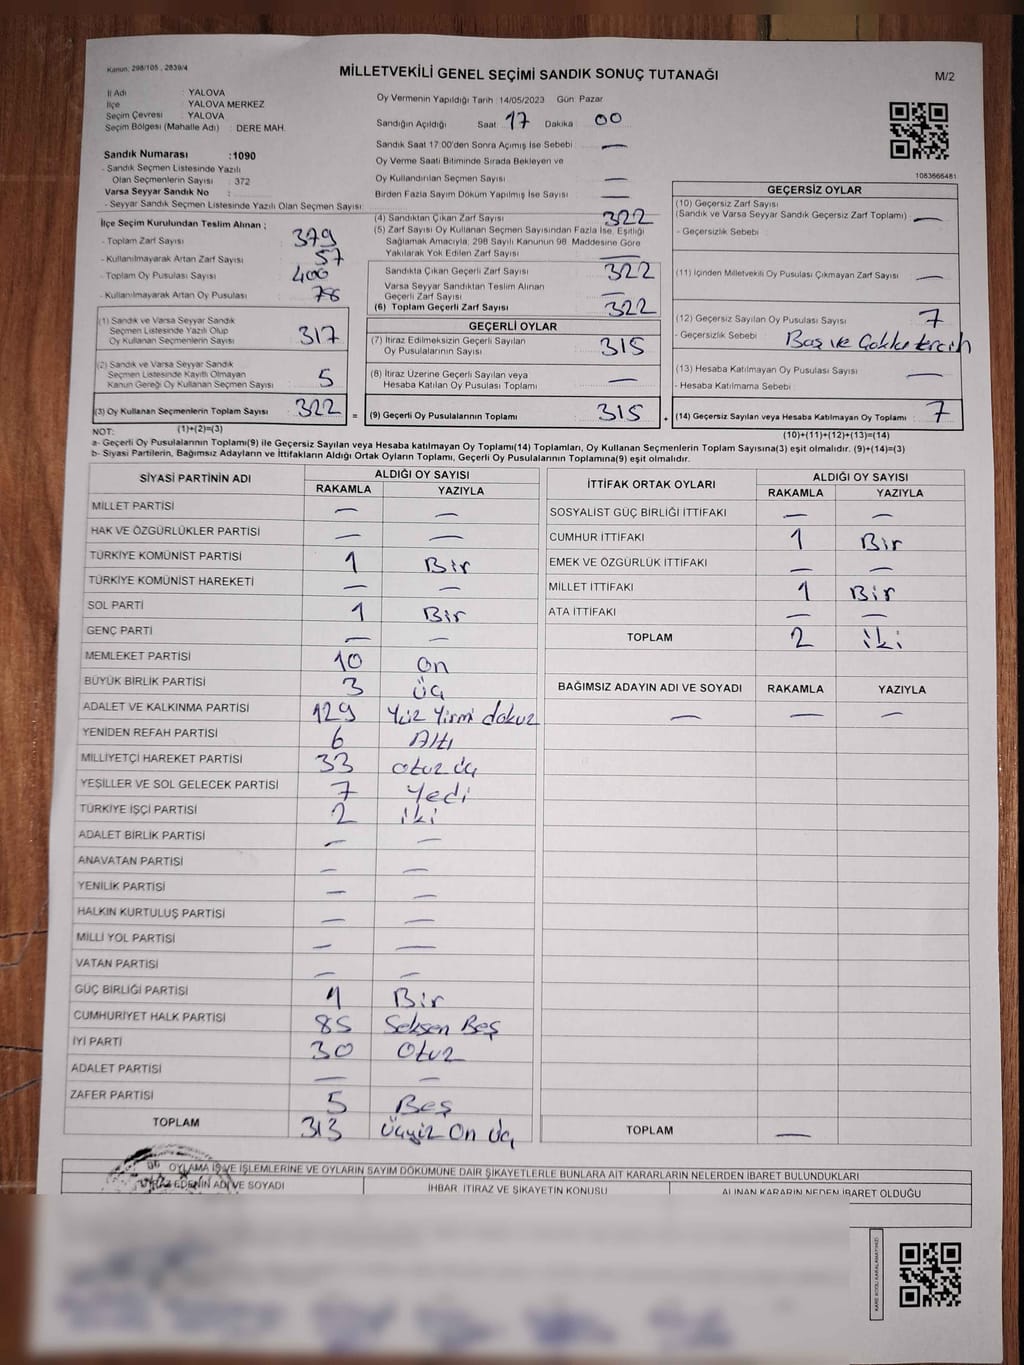 Kanun: 298/105 , 2839/4
MİLLETVEKİLİ GENEL SEÇİMİ SANDIK SONUÇ TUTANAĞI
M/2
İl Adı : YALOVA
İlçe : YALOVA MERKEZ
Seçim Çevresi : YALOVA
Seçim Bölgesi (Mahalle Adı) : DERE MAH.
Oy Vermenin Yapıldığı Tarih : 14/05/2023 Gün Pazar
Sandığın Açıldığı Saat 17 Dakika 00
Sandık Saat 17:00'den Sonra Açımış İse Sebebi : —
Oy Verme Saati Bitiminde Sırada Bekleyen ve
Oy Kullandırılan Seçmen Sayısı —
Birden Fazla Sayım Döküm Yapılmış İse Sayısı —
1083666481
Sandık Numarası :1090
- Sandık Seçmen Listesinde Yazılı
Olan Seçmenlerin Sayısı : 372
Varsa Seyyar Sandık No :
- Seyyar Sandık Seçmen Listesinde Yazılı Olan Seçmen Sayısı:
İlçe Seçim Kurulundan Teslim Alınan ;
- Toplam Zarf Sayısı 379
- Kullanılmayarak Artan Zarf Sayısı 57
- Toplam Oy Pusulası Sayısı 400
- Kullanılmayarak Artan Oy Pusulası 78
(4) Sandıktan Çıkan Zarf Sayısı 322
(5) Zarf Sayısı Oy Kullanan Seçmen Sayısından Fazla İse, Eşitliği
Sağlamak Amacıyla; 298 Sayılı Kanunun 98. Maddesine Göre
Yakılarak Yok Edilen Zarf Sayısı —
Sandıkta Çıkan Geçerli Zarf Sayısı 322
Varsa Seyyar Sandıktan Teslim Alınan
Geçerli Zarf Sayısı —
(6) Toplam Geçerli Zarf Sayısı 322
GEÇERSİZ OYLAR
(10) Geçersiz Zarf Sayısı
(Sandık ve Varsa Seyyar Sandık Geçersiz Zarf Toplamı) —
- Geçersizlik Sebebi :
(11) İçinden Milletvekili Oy Pusulası Çıkmayan Zarf Sayısı —
(12) Geçersiz Sayılan Oy Pusulası Sayısı 7
- Geçersizlik Sebebi Boş ve Çoklu tercih
(13) Hesaba Katılmayan Oy Pusulası Sayısı —
- Hesaba Katılmama Sebebi :
(14) Geçersiz Sayılan veya Hesaba Katılmayan Oy Toplamı 7
(10)+(11)+(12)+(13)=(14)
(1) Sandık ve Varsa Seyyar Sandık
Seçmen Listesinde Yazılı Olup
Oy Kullanan Seçmenlerin Sayısı 317
(2) Sandık ve Varsa Seyyar Sandık
Seçmen Listesinde Kayıtlı Olmayan
Kanun Gereği Oy Kullanan Seçmen Sayısı 5
(3) Oy Kullanan Seçmenlerin Toplam Sayısı 322 =
(1)+(2)=(3)
GEÇERLİ OYLAR
(7) İtiraz Edilmeksizin Geçerli Sayılan
Oy Pusulalarının Sayısı 315
(8) İtiraz Üzerine Geçerli Sayılan veya
Hesaba Katılan Oy Pusulası Toplamı —
(9) Geçerli Oy Pusulalarının Toplamı 315 +
NOT:
a- Geçerli Oy Pusulalarının Toplamı(9) ile Geçersiz Sayılan veya Hesaba katılmayan Oy Toplamı(14) Toplamları, Oy Kullanan Seçmenlerin Toplam Sayısına(3) eşit olmalıdır. (9)+(14)=(3)
b- Siyasi Partilerin, Bağımsız Adayların ve İttifakların Aldığı Ortak Oyların Toplamı, Geçerli Oy Pusulalarının Toplamına(9) eşit olmalıdır.
SİYASİ PARTİNİN ADI ALDIĞI OY SAYISI
RAKAMLA YAZIYLA
MİLLET PARTİSİ — —
HAK VE ÖZGÜRLÜKLER PARTİSİ — —
TÜRKİYE KOMÜNİST PARTİSİ 1 Bir
TÜRKİYE KOMÜNİST HAREKETİ — —
SOL PARTİ 1 Bir
GENÇ PARTİ — —
MEMLEKET PARTİSİ 10 On
BÜYÜK BİRLİK PARTİSİ 3 Üç
ADALET VE KALKINMA PARTİSİ 129 Yüz Yirmi dokuz
YENİDEN REFAH PARTİSİ 6 Altı
MİLLİYETÇİ HAREKET PARTİSİ 33 otuz üç
YEŞİLLER VE SOL GELECEK PARTİSİ 7 Yedi
TÜRKİYE İŞÇİ PARTİSİ 2 iki
ADALET BİRLİK PARTİSİ — —
ANAVATAN PARTİSİ — —
YENİLİK PARTİSİ — —
HALKIN KURTULUŞ PARTİSİ — —
MİLLİ YOL PARTİSİ — —
VATAN PARTİSİ — —
GÜÇ BİRLİĞİ PARTİSİ 1 Bir
CUMHURİYET HALK PARTİSİ 85 Seksen Beş
İYİ PARTİ 30 Otuz
ADALET PARTİSİ — —
ZAFER PARTİSİ 5 Beş
TOPLAM 313 Üçyüz On Üç
İTTİFAK ORTAK OYLARI ALDIĞI OY SAYISI
RAKAMLA YAZIYLA
SOSYALİST GÜÇ BİRLİĞİ İTTİFAKI — —
CUMHUR İTTİFAKI 1 Bir
EMEK VE ÖZGÜRLÜK İTTİFAKI — —
MİLLET İTTİFAKI 1 Bir
ATA İTTİFAKI — —
TOPLAM 2 iki
BAĞIMSIZ ADAYIN ADI VE SOYADI RAKAMLA YAZIYLA
— — —
TOPLAM —
OYLAMA İŞ VE İŞLEMLERİNE VE OYLARIN SAYIM DÖKÜMÜNE DAİR ŞİKAYETLERLE BUNLARA AİT KARARLARIN NELERDEN İBARET BULUNDUKLARI
İTİRAZ EDENİN ADI VE SOYADI İHBAR, İTİRAZ VE ŞİKAYETİN KONUSU ALINAN KARARIN NEDEN İBARET OLDUĞU
KARE KODU KARALAMAYINIZ!